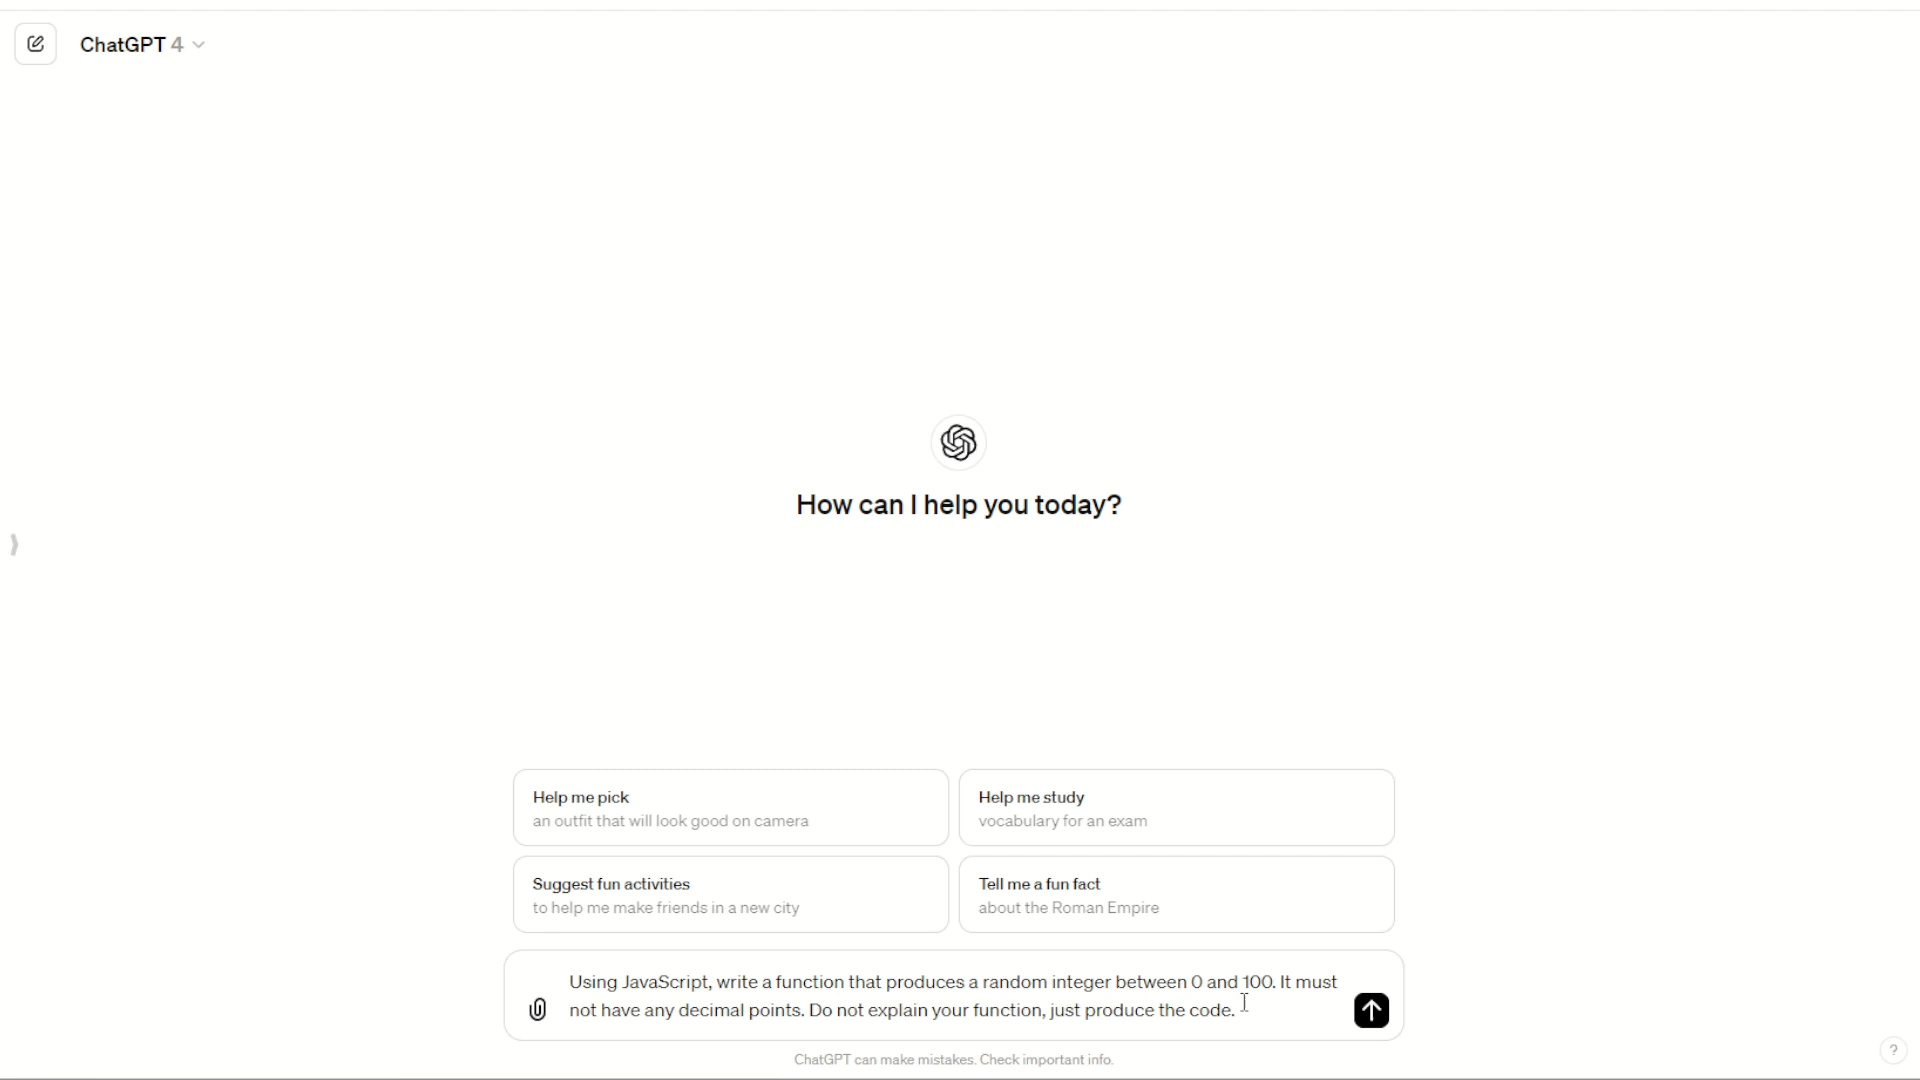 ChatGPT 4
How can I help you today?
Help me pick
an outfit that will look good on camera
Help me study
vocabulary for an exam
Suggest fun activities
to help me make friends in a new city
Tell me a fun fact
about the Roman Empire
Using JavaScript, write a function that produces a random integer between 0 and 100. It must
not have any decimal points. Do not explain your function, just produce the code.
ChatGPT can make mistakes. Check important info.
?